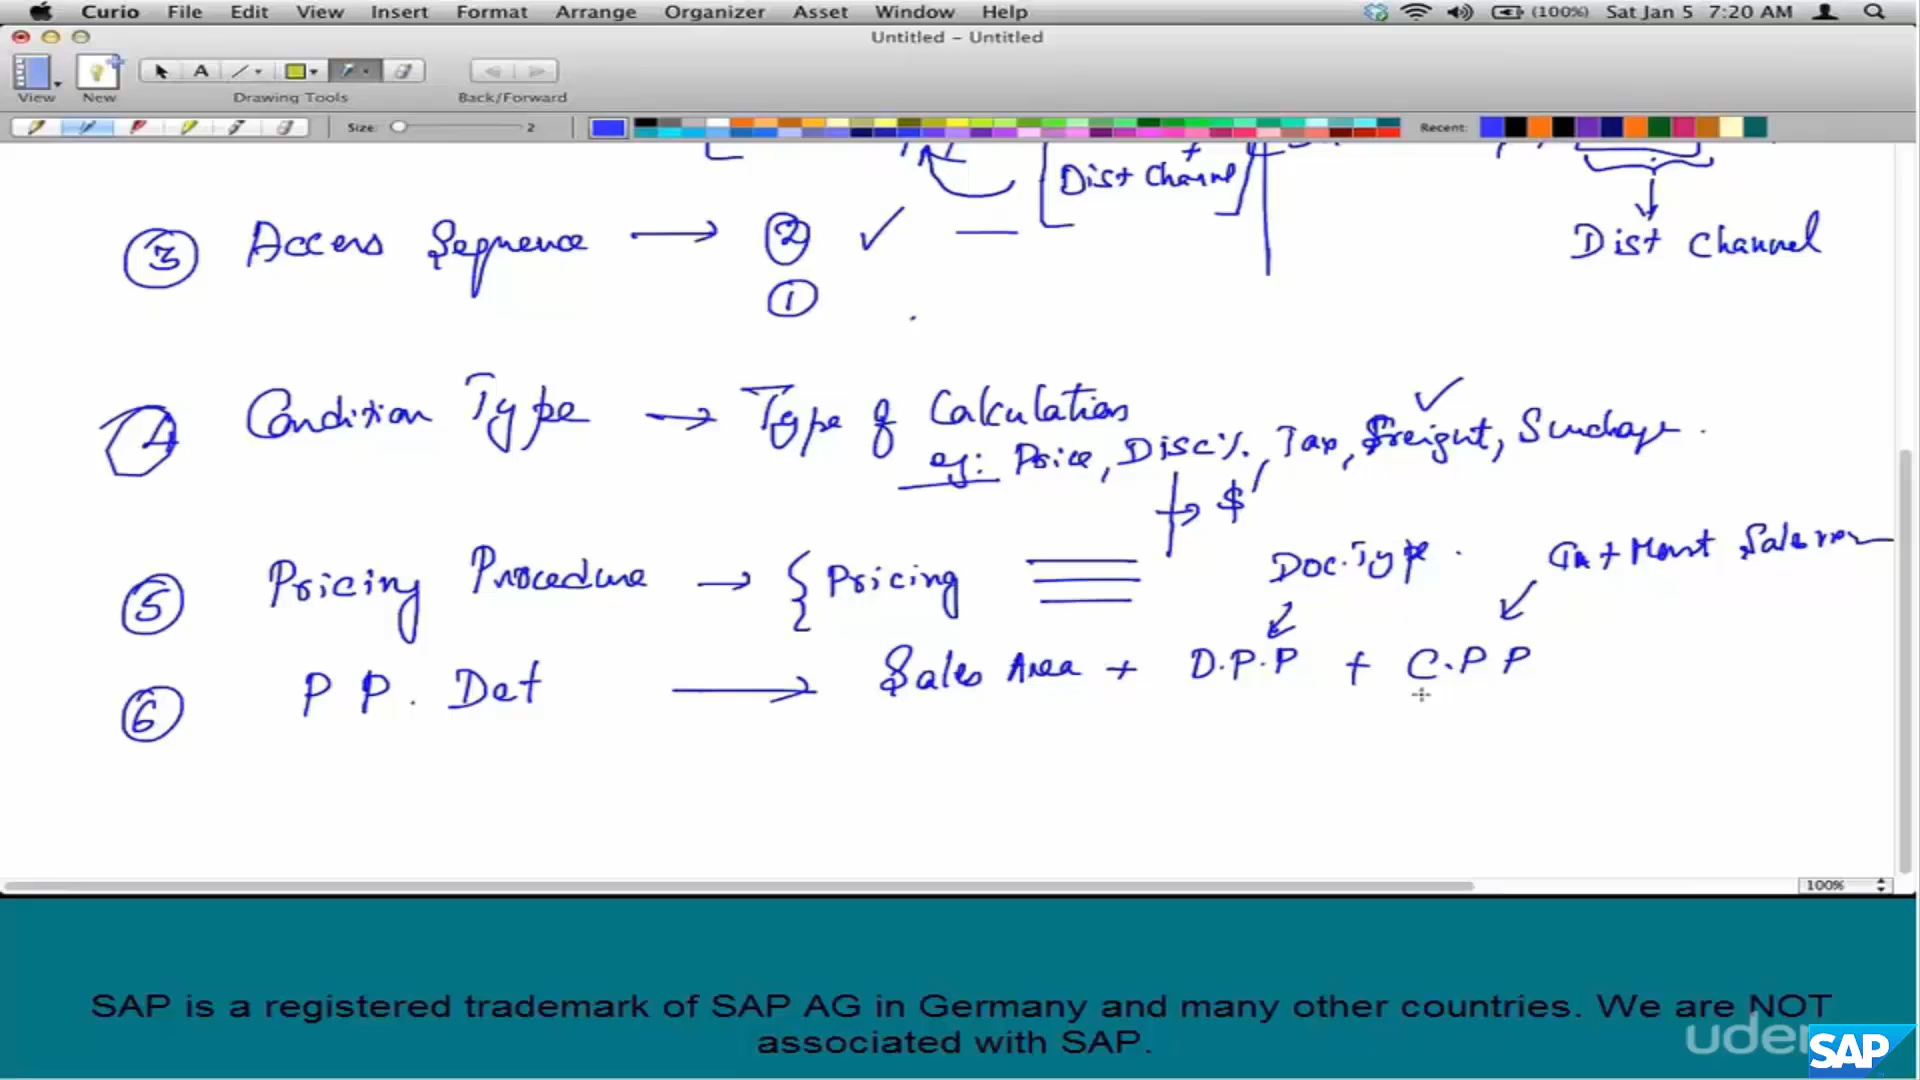 Curio File Edit View Insert Format Arrange Organizer Asset Window Help (100%) Sat Jan 5 7:20 AM
Untitled – Untitled
View New Drawing Tools Back/Forward
Size: 2 Recent:
Dist Channel
Dist Channel
③ Access Sequence → ② ✓ —
①
④ Condition Type → Type of Calculation
eg: Price, Disc%, Tax, Freight, Surcharge.
→ $
Doc. Type.
⑤ Pricing Procedure → { Pricing
⑥ P P. Det → Sales Area + D.P.P + C.P P
100%
SAP is a registered trademark of SAP AG in Germany and many other countries. We are NOT
associated with SAP.
SAP